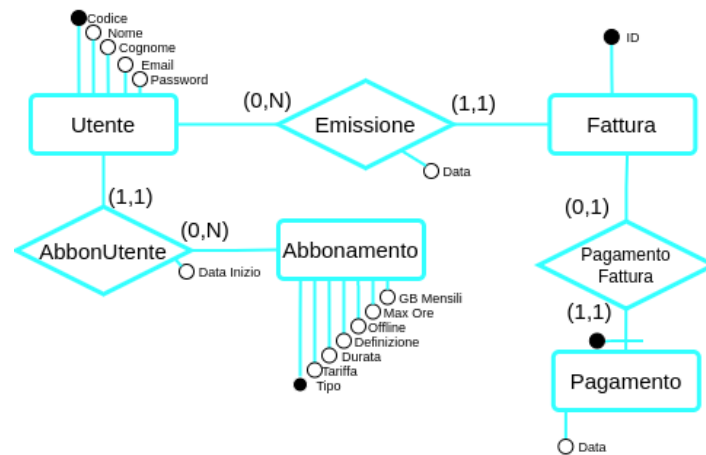 Codice
Nome
Cognome
Email
Password
ID
(0,N)
(1,1)
Utente
Emissione
Fattura
Data
(1,1)
(0,N)
(0,1)
AbbonUtente
Abbonamento
Data Inizio
Pagamento
Fattura
GB Mensili
Max Ore
Offline
Definizione
Durata
Tariffa
Tipo
(1,1)
Pagamento
Data